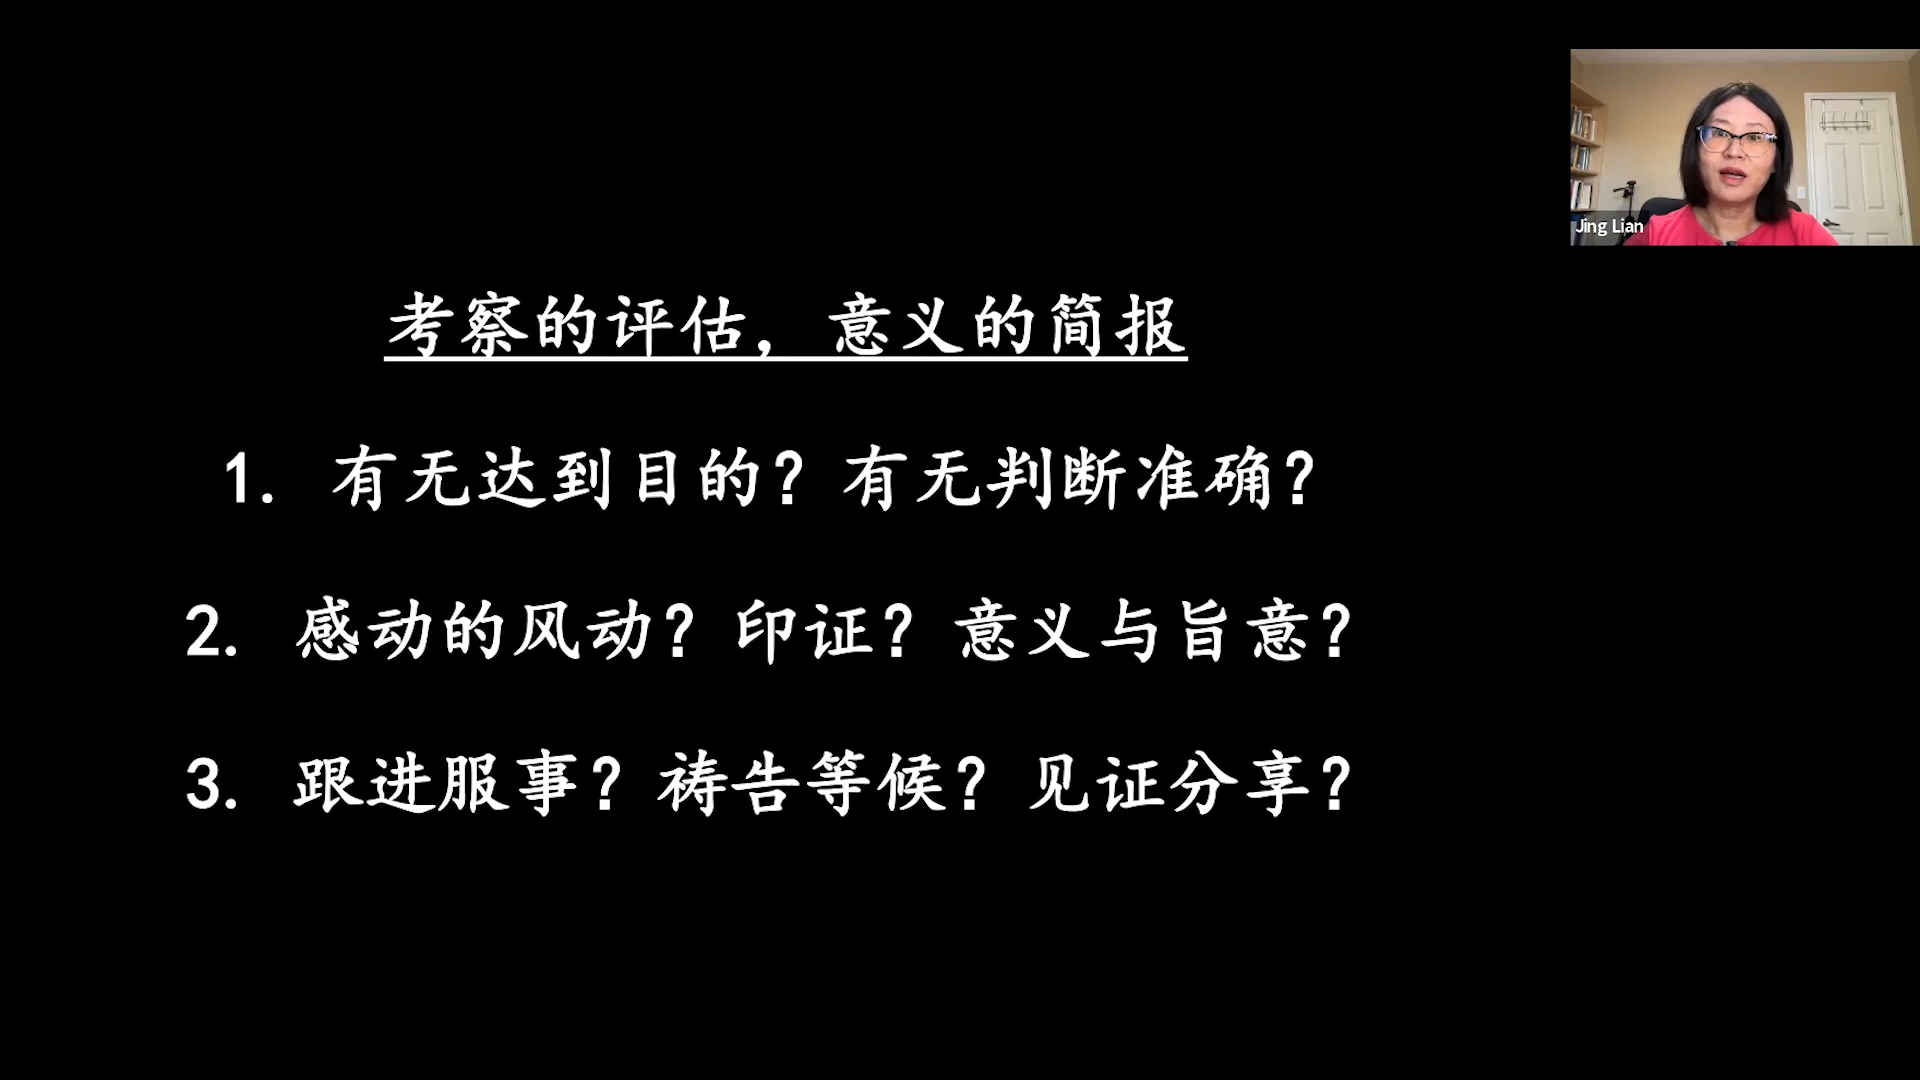 Jing Lian
考察的评估，意义的简报
1. 有无达到目的？有无判断准确？
2. 感动的风动？印证？意义与旨意？
3. 跟进服事？祷告等候？见证分享？